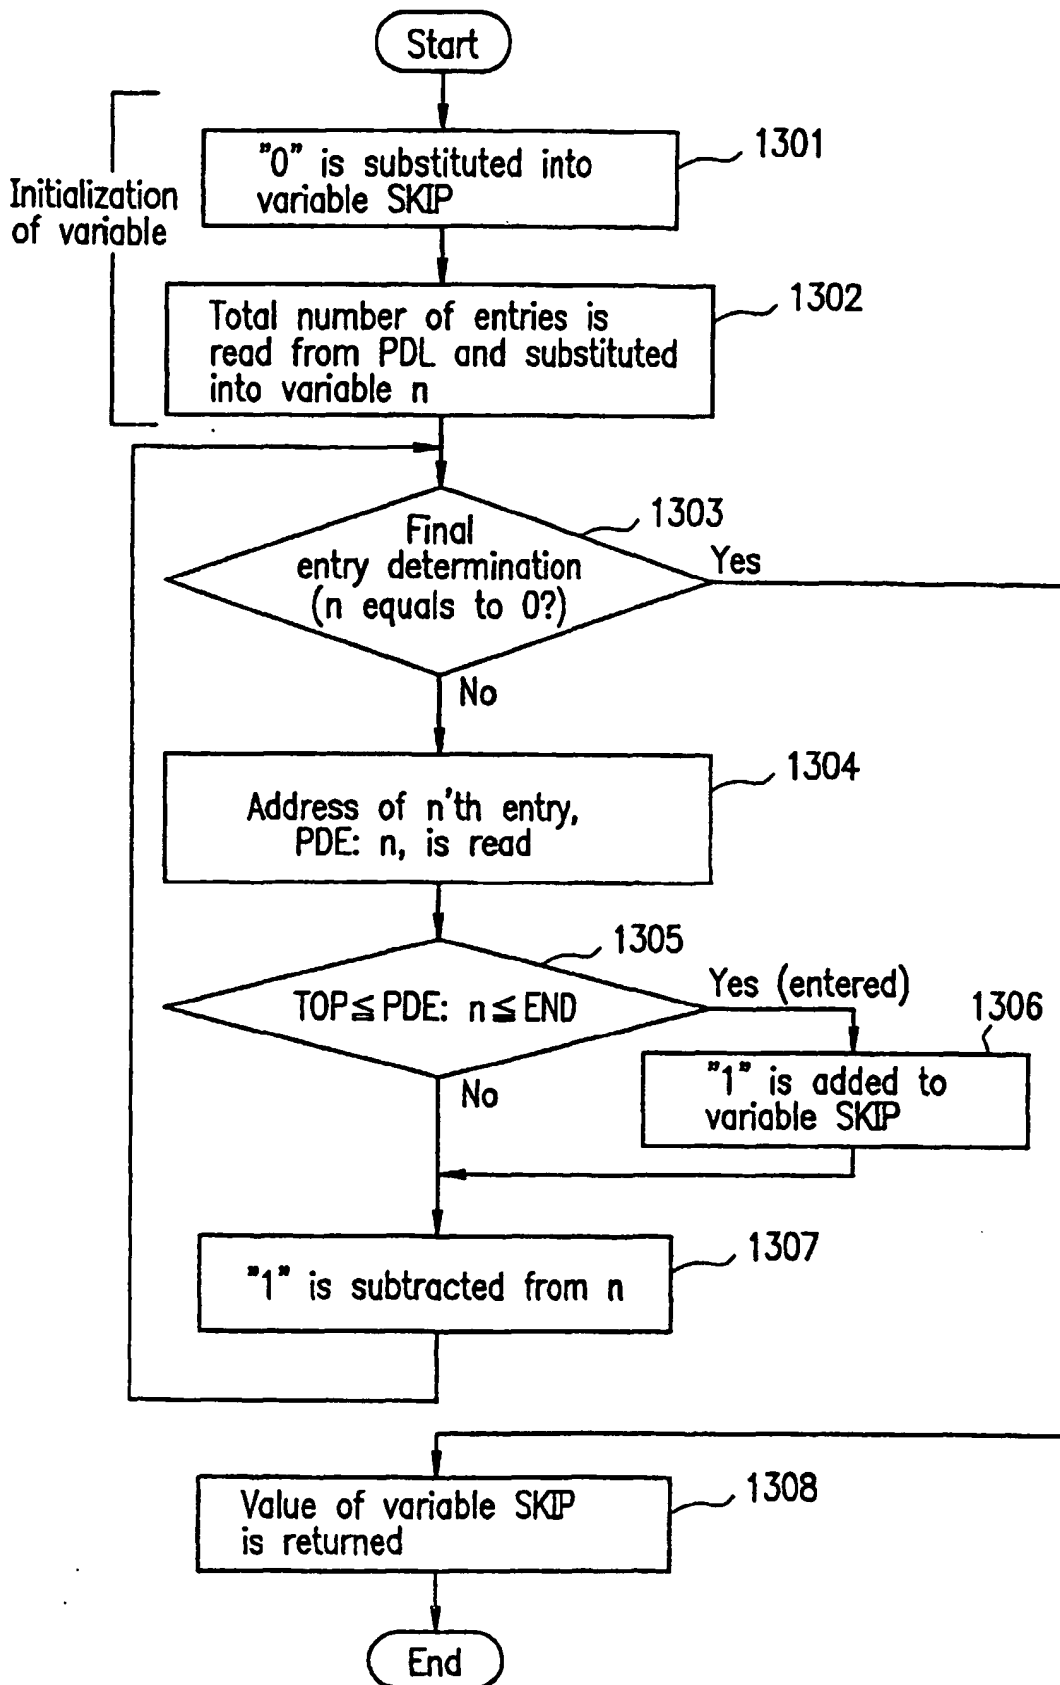 Start
Initialization
of variable
"0" is substituted into
variable SKIP
1301
Total number of entries is
read from PDL and substituted
into variable n
1302
Final
entry determination
(n equals to 0?)
1303
Yes
No
Address of n'th entry,
PDE: n, is read
1304
TOP≦PDE: n≦END
1305
Yes (entered)
No
"1" is added to
variable SKIP
1306
"1" is subtracted from n
1307
Value of variable SKIP
is returned
1308
End